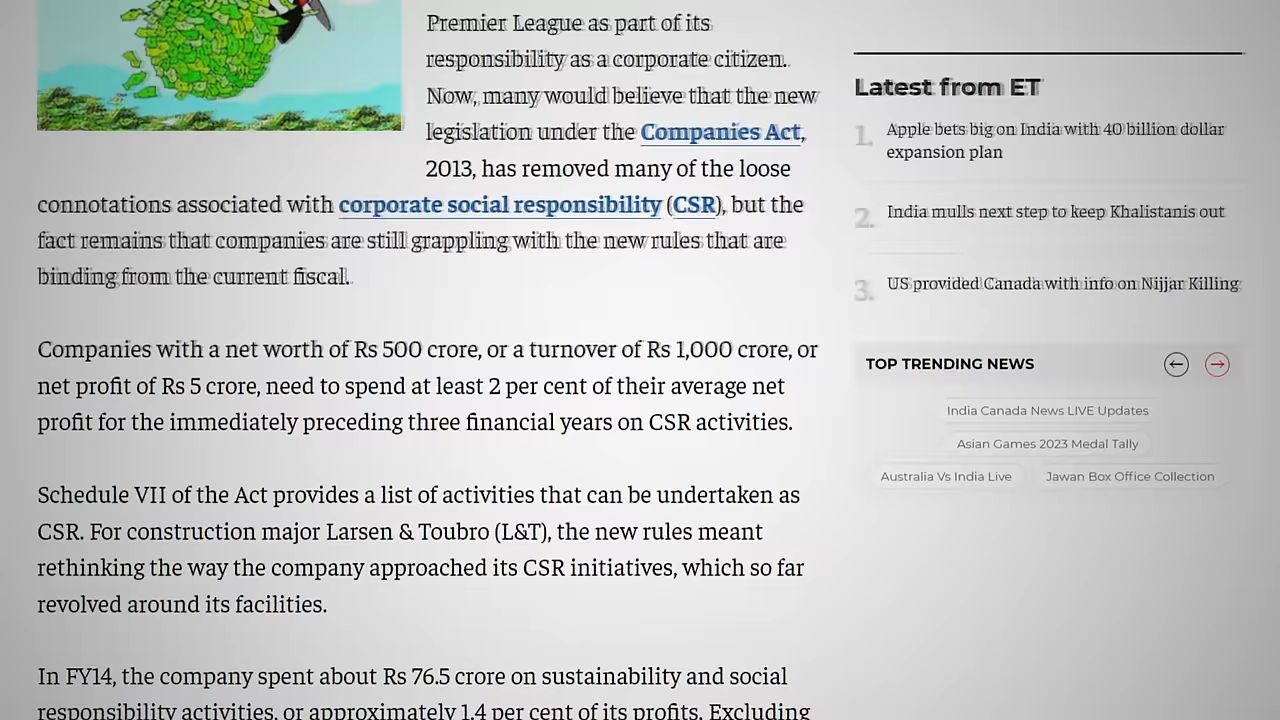 Premier League as part of its
responsibility as a corporate citizen.
Now, many would believe that the new
legislation under the Companies Act,
2013, has removed many of the loose
connotations associated with corporate social responsibility (CSR), but the
fact remains that companies are still grappling with the new rules that are
binding from the current fiscal.
Companies with a net worth of Rs 500 crore, or a turnover of Rs 1,000 crore, or
net profit of Rs 5 crore, need to spend at least 2 per cent of their average net
profit for the immediately preceding three financial years on CSR activities.
Schedule VII of the Act provides a list of activities that can be undertaken as
CSR. For construction major Larsen & Toubro (L&T), the new rules meant
rethinking the way the company approached its CSR initiatives, which so far
revolved around its facilities.
In FY14, the company spent about Rs 76.5 crore on sustainability and social
responsibility activities, or approximately 1.4 per cent of its profits. Excluding
Latest from ET
1. Apple bets big on India with 40 billion dollar
expansion plan
2. India mulls next step to keep Khalistanis out
3. US provided Canada with info on Nijjar Killing
TOP TRENDING NEWS
India Canada News LIVE Updates
Asian Games 2023 Medal Tally
Australia Vs India Live
Jawan Box Office Collection